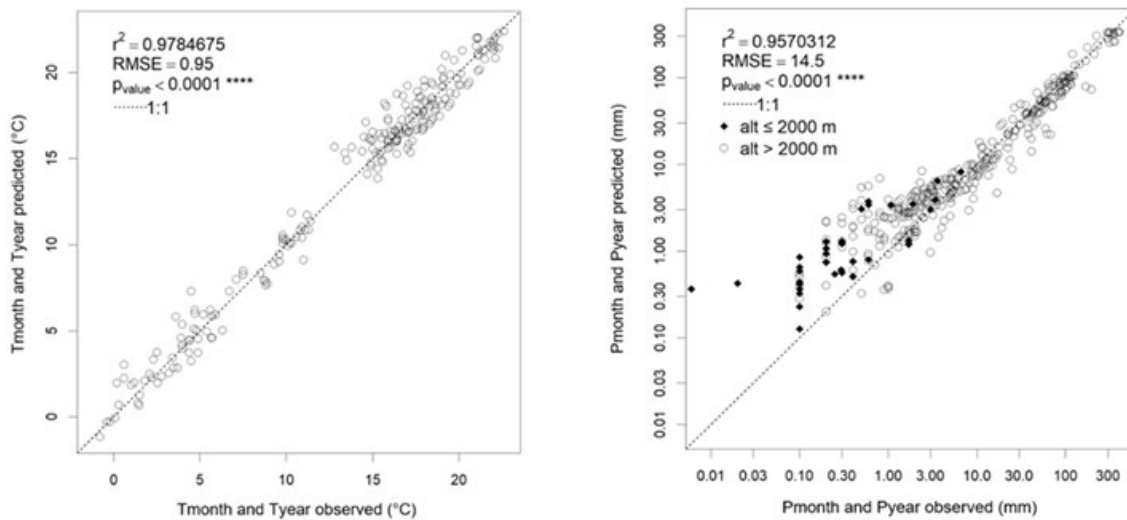 r² = 0.9784675
RMSE = 0.95
pvalue < 0.0001 ****
1:1
20
15
10
5
0
0 5 10 15 20
Tmonth and Tyear predicted (°C)
Tmonth and Tyear observed (°C)
r² = 0.9570312
RMSE = 14.5
pvalue < 0.0001 ****
1:1
alt ≤ 2000 m
alt > 2000 m
300
100
30.0
10.0
3.00
1.00
0.30
0.10
0.03
0.01
0.01 0.03 0.10 0.30 1.00 3.00 10.0 30.0 100 300
Pmonth and Pyear predicted (mm)
Pmonth and Pyear observed (mm)